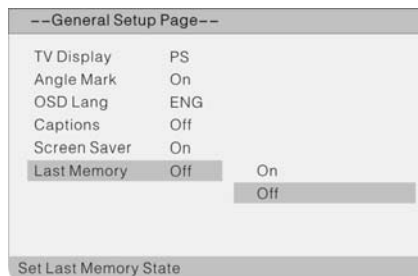 --General Setup Page--
TV Display PS
Angle Mark On
OSD Lang ENG
Captions Off
Screen Saver On
Last Memory Off On
Off
Set Last Memory State